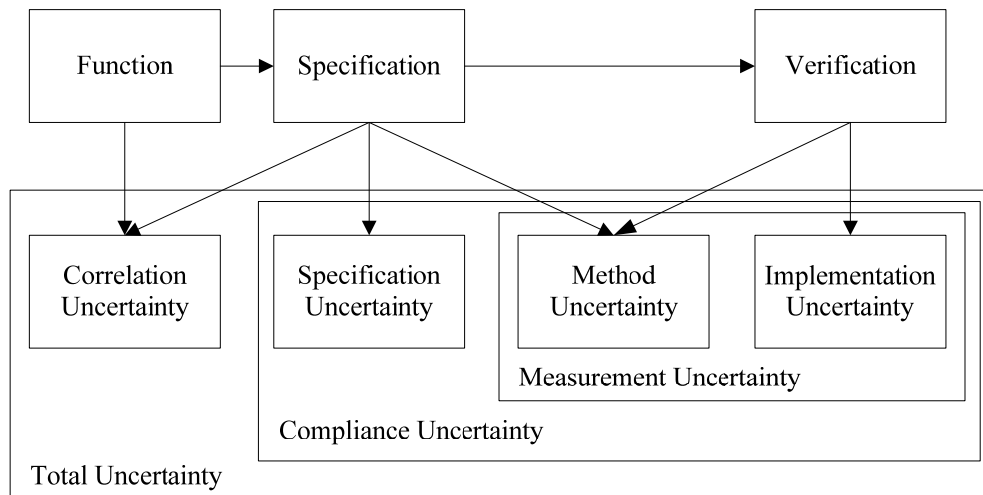 Function
Specification
Verification
Correlation
Uncertainty
Specification
Uncertainty
Method
Uncertainty
Implementation
Uncertainty
Measurement Uncertainty
Compliance Uncertainty
Total Uncertainty